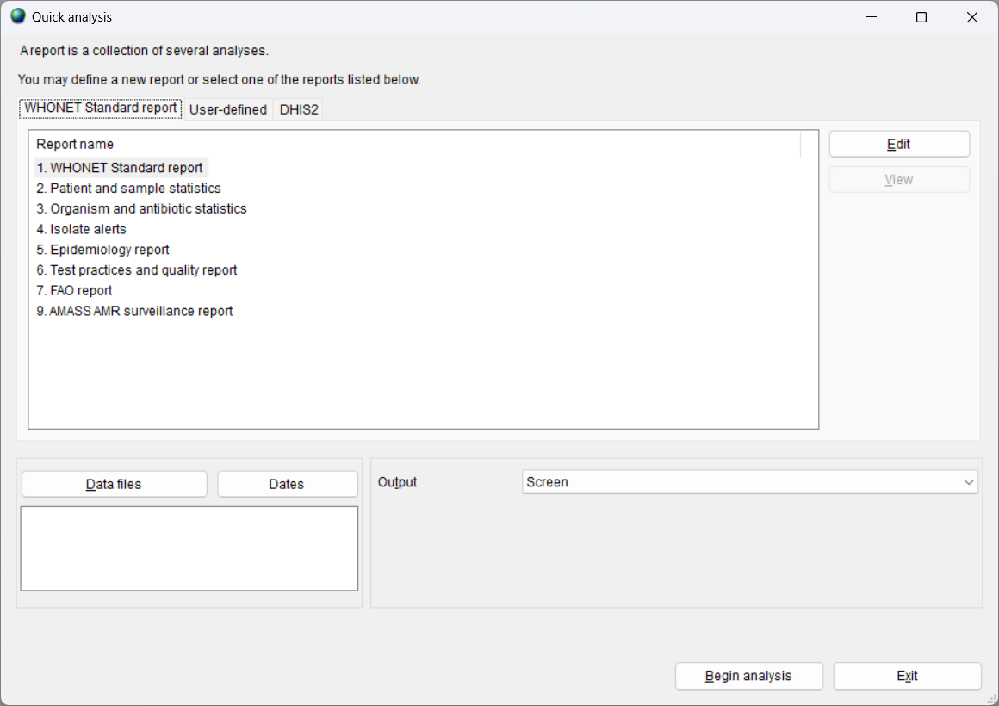 Quick analysis
A report is a collection of several analyses.
You may define a new report or select one of the reports listed below.
WHONET Standard report User-defined DHIS2
Report name
1. WHONET Standard report
2. Patient and sample statistics
3. Organism and antibiotic statistics
4. Isolate alerts
5. Epidemiology report
6. Test practices and quality report
7. FAO report
9. AMASS AMR surveillance report
Edit
View
Data files Dates
Output Screen
Begin analysis Exit